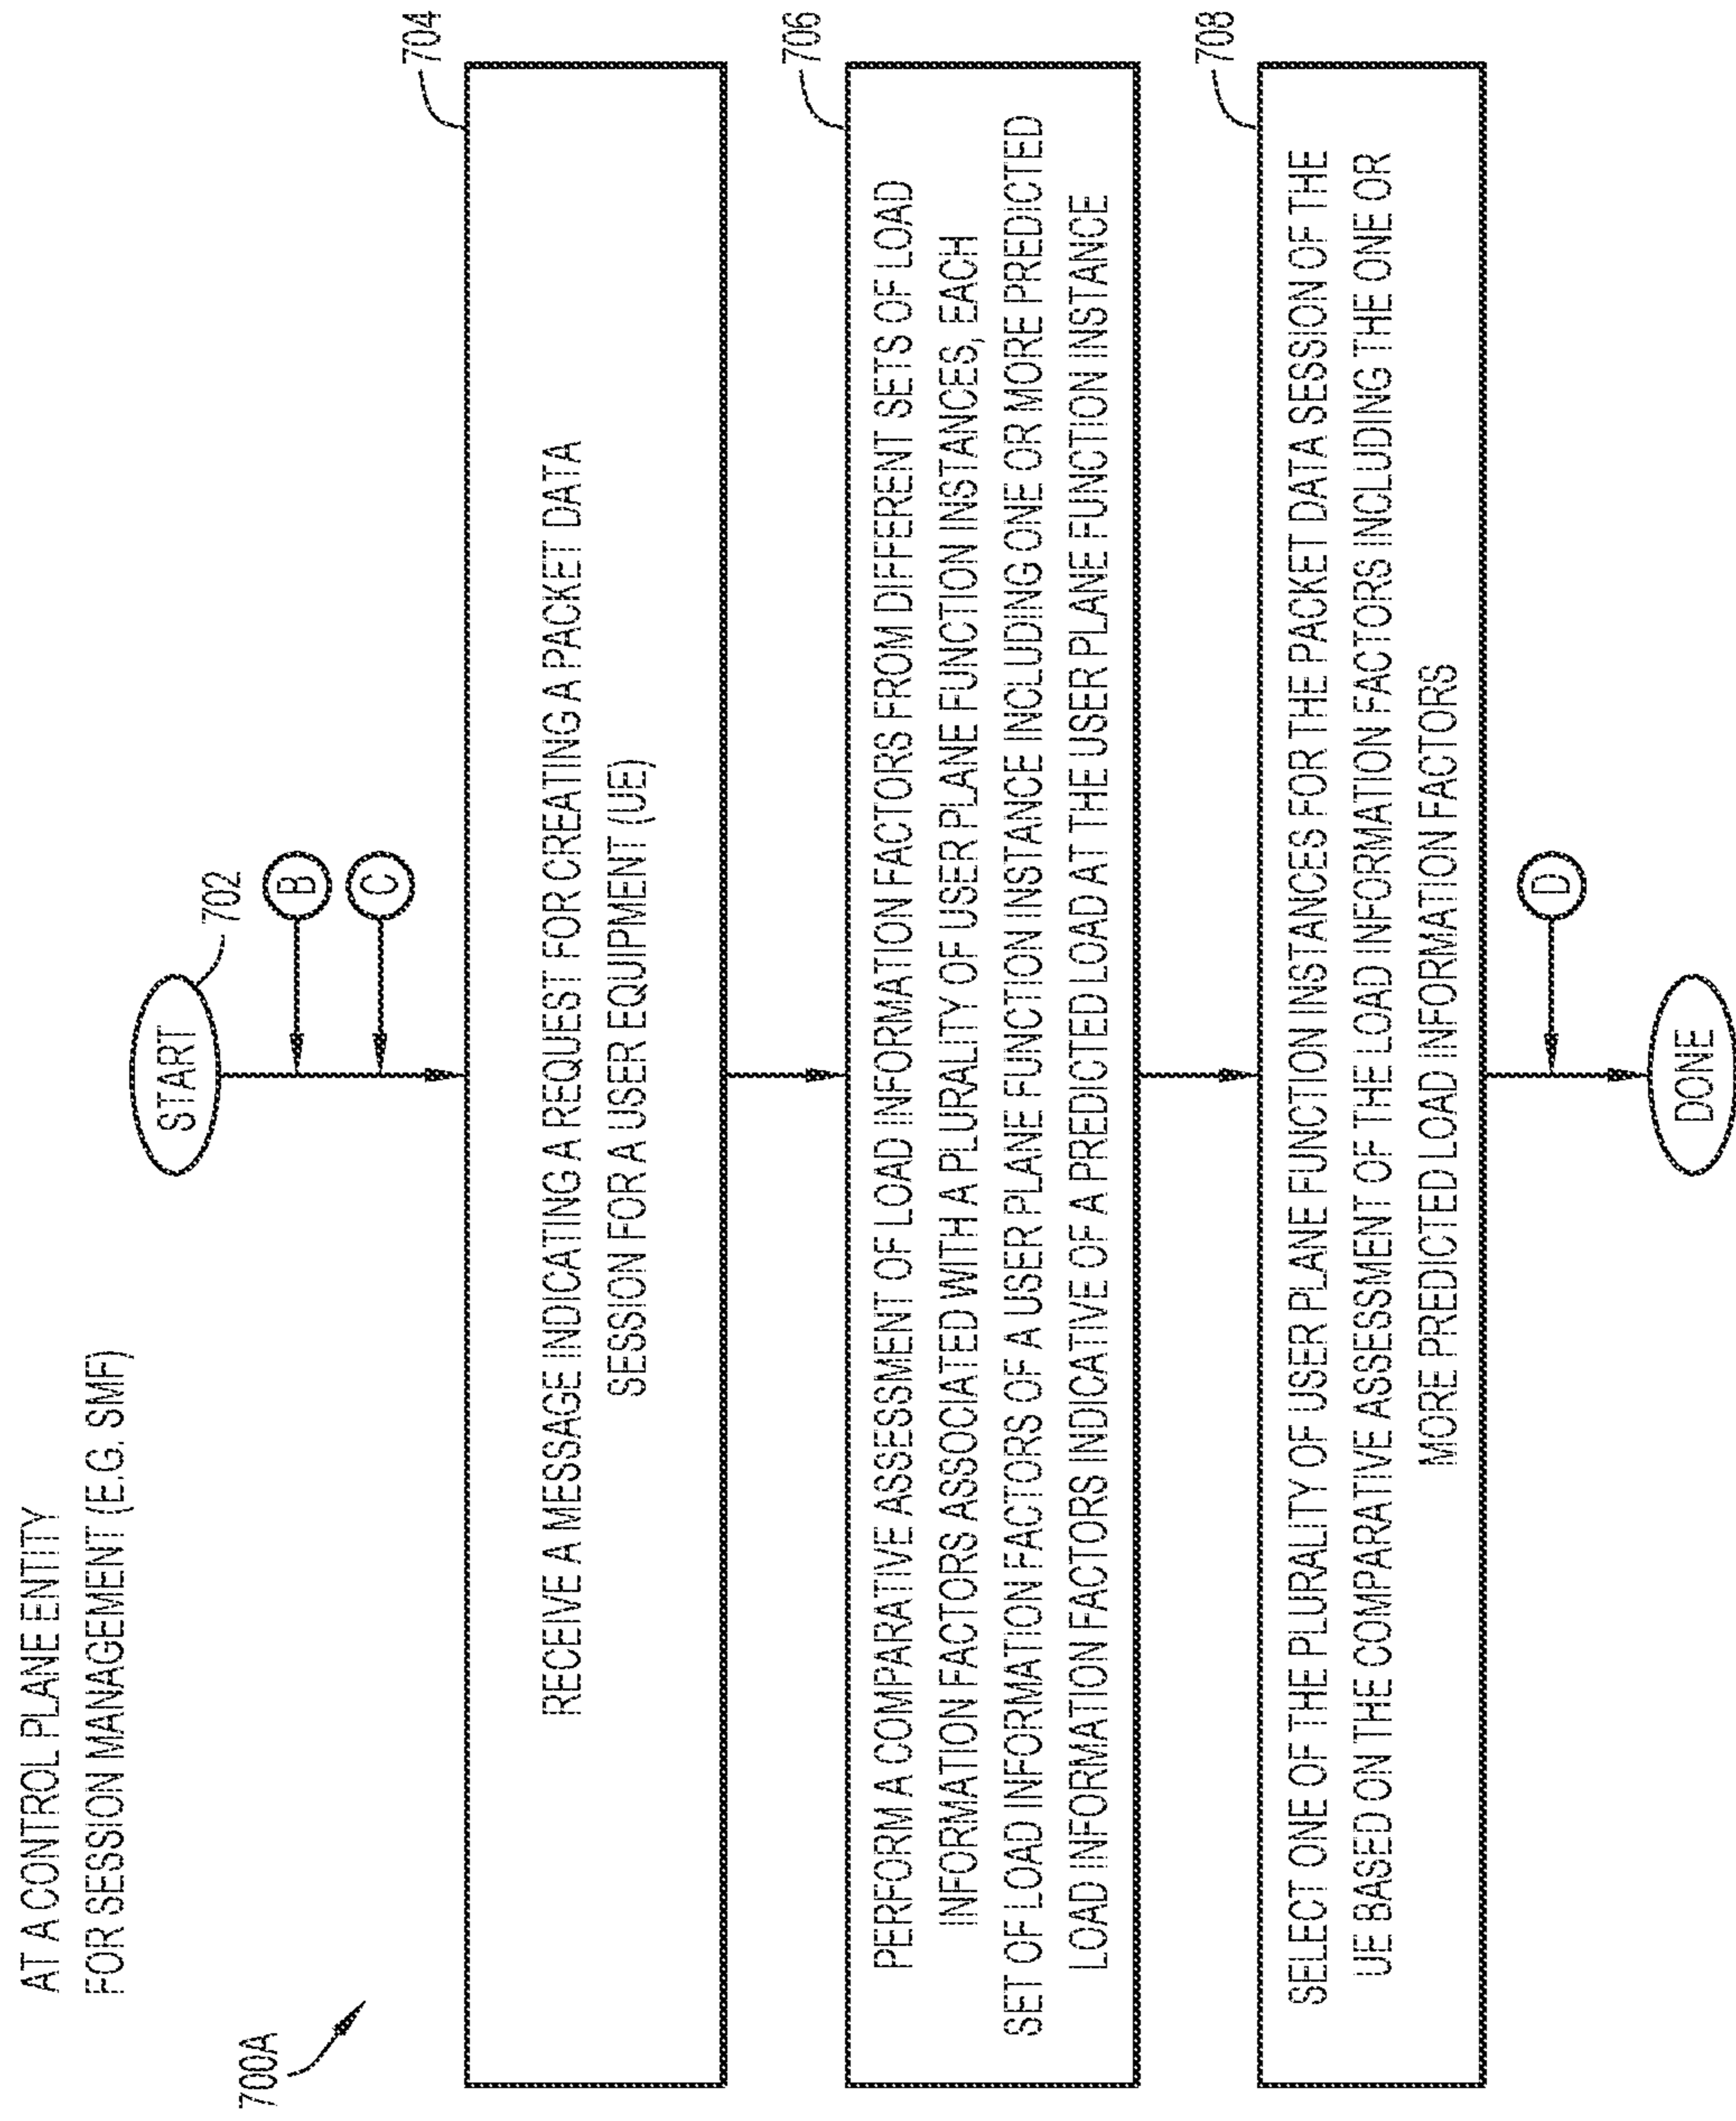 AT A CONTROL PLANE ENTITY
FOR SESSION MANAGEMENT (E.G. SMF)
700A
START
702
B
C
704
RECEIVE A MESSAGE INDICATING A REQUEST FOR CREATING A PACKET DATA
SESSION FOR A USER EQUIPMENT (UE)
706
PERFORM A COMPARATIVE ASSESSMENT OF LOAD INFORMATION FACTORS FROM DIFFERENT SETS OF LOAD
INFORMATION FACTORS ASSOCIATED WITH A PLURALITY OF USER PLANE FUNCTION INSTANCES, EACH
SET OF LOAD INFORMATION FACTORS OF A USER PLANE FUNCTION INSTANCE INCLUDING ONE OR MORE PREDICTED
LOAD INFORMATION FACTORS INDICATIVE OF A PREDICTED LOAD AT THE USER PLANE FUNCTION INSTANCE
708
SELECT ONE OF THE PLURALITY OF USER PLANE FUNCTION INSTANCES FOR THE PACKET DATA SESSION OF THE
UE BASED ON THE COMPARATIVE ASSESSMENT OF THE LOAD INFORMATION FACTORS INCLUDING THE ONE OR
MORE PREDICTED LOAD INFORMATION FACTORS
D
DONE